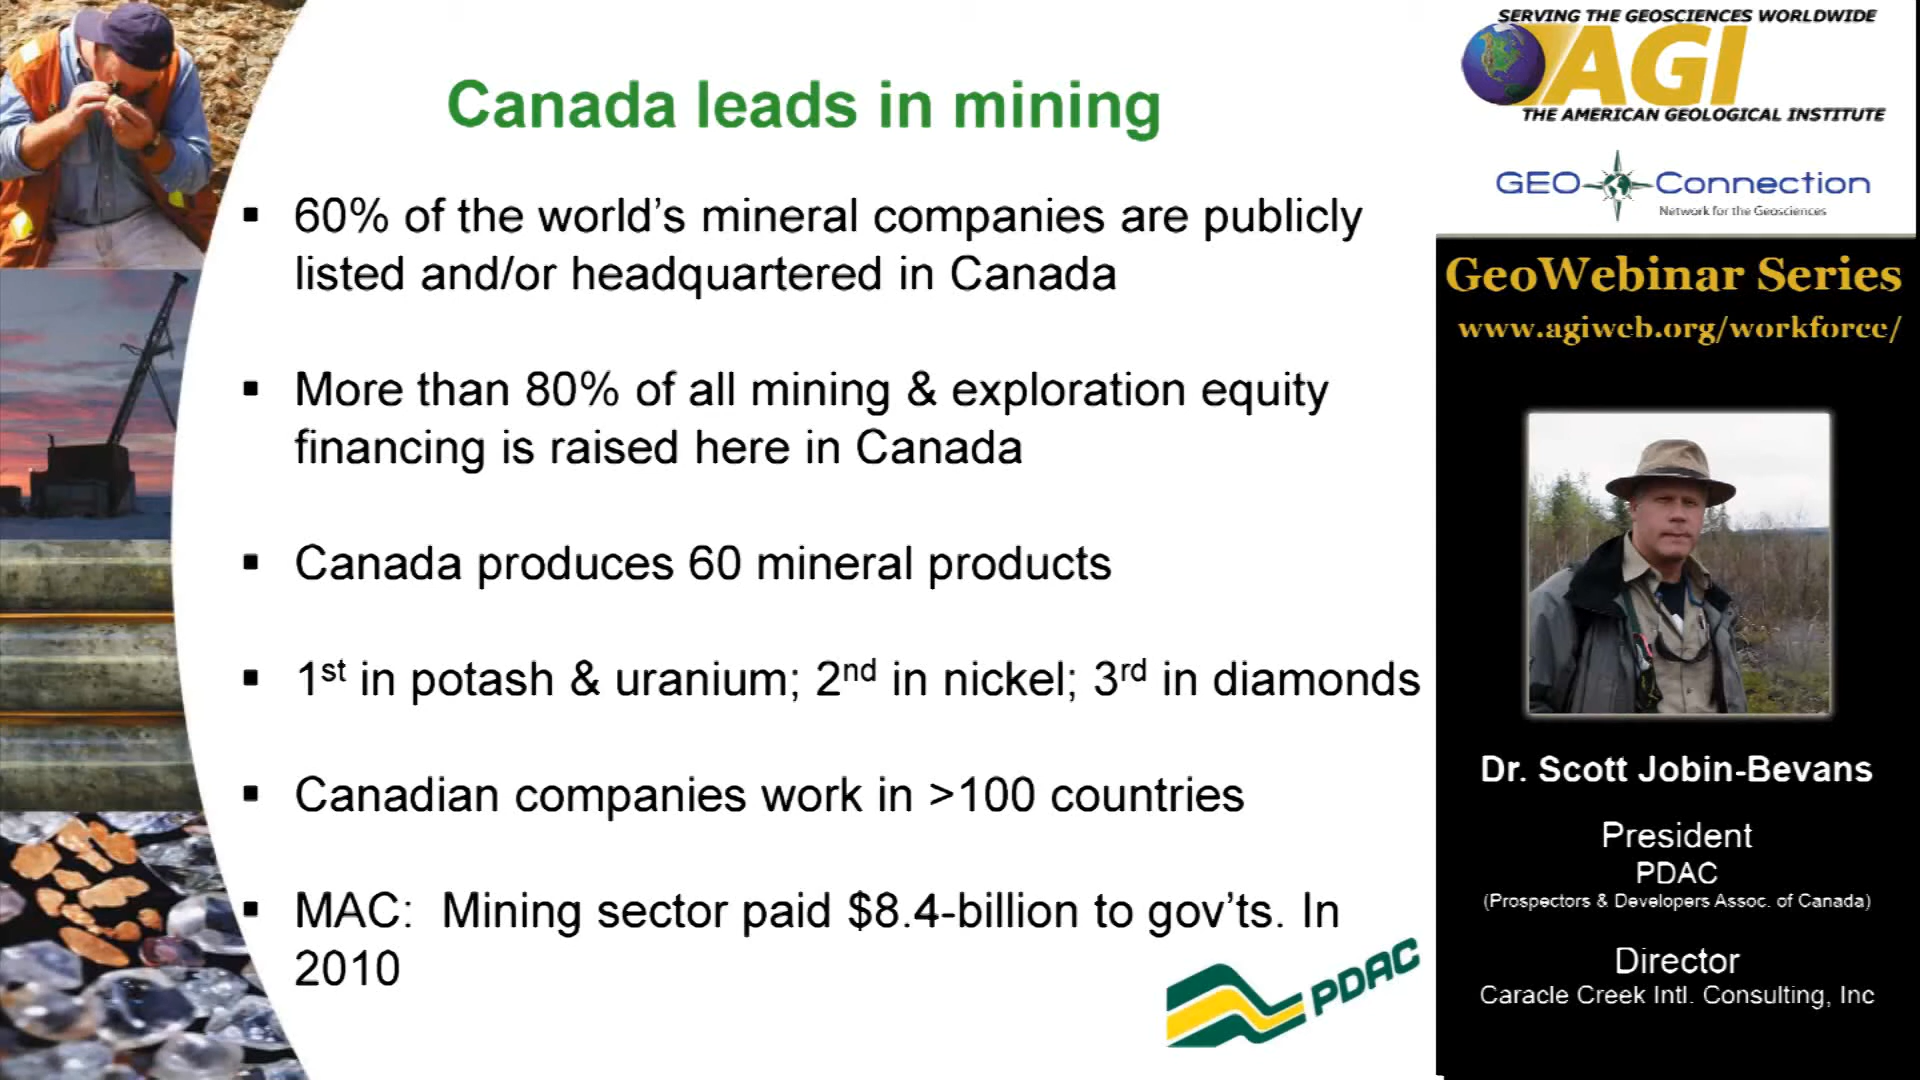 Canada leads in mining
▪ 60% of the world's mineral companies are publicly
listed and/or headquartered in Canada
▪ More than 80% of all mining & exploration equity
financing is raised here in Canada
▪ Canada produces 60 mineral products
▪ 1st in potash & uranium; 2nd in nickel; 3rd in diamonds
▪ Canadian companies work in >100 countries
▪ MAC: Mining sector paid $8.4-billion to gov'ts. In
2010
PDAC
SERVING THE GEOSCIENCES WORLDWIDE
AGI
THE AMERICAN GEOLOGICAL INSTITUTE
GEO Connection
Network for the Geosciences
GeoWebinar Series
www.agiweb.org/workforce/
Dr. Scott Jobin-Bevans
President
PDAC
(Prospectors & Developers Assoc. of Canada)
Director
Caracle Creek Intl. Consulting, Inc